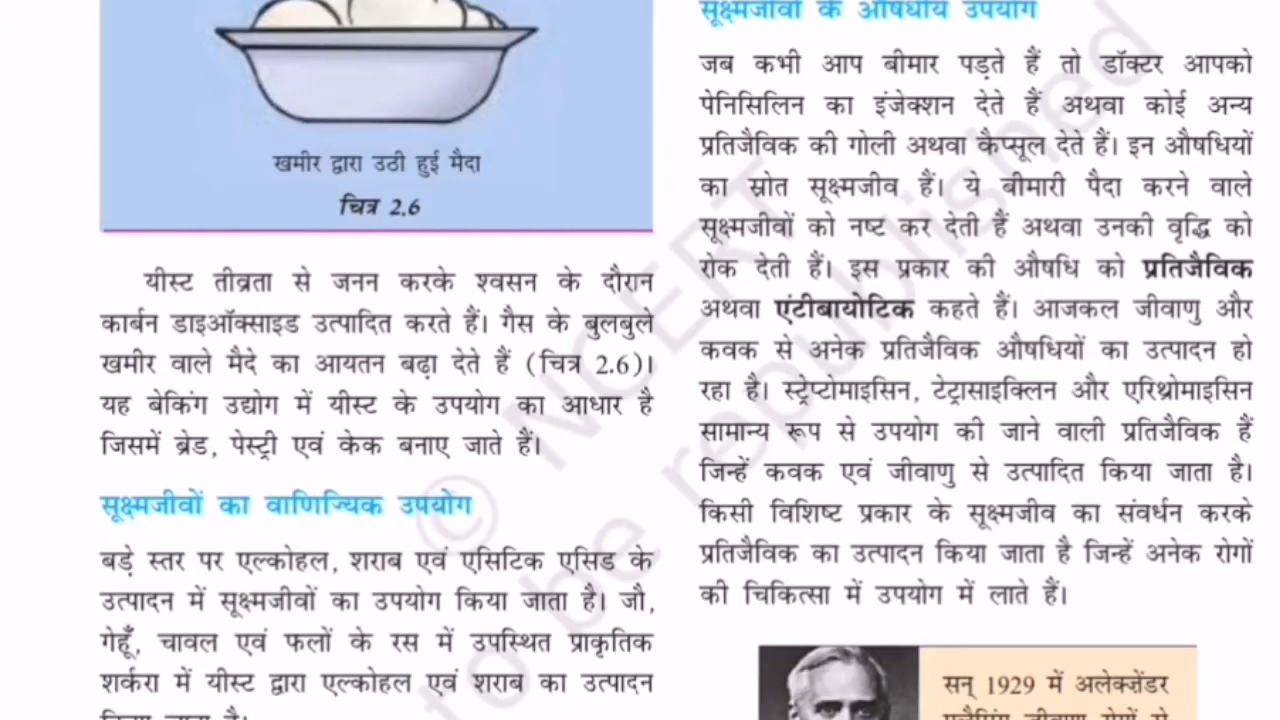 खमीर द्वारा उठी हुई मैदा
चित्र 2.6
यीस्ट तीव्रता से जनन करके श्वसन के दौरान
कार्बन डाइऑक्साइड उत्पादित करते हैं। गैस के बुलबुले
खमीर वाले मैदे का आयतन बढ़ा देते हैं (चित्र 2.6)।
यह बेकिंग उद्योग में यीस्ट के उपयोग का आधार है
जिसमें ब्रेड, पेस्ट्री एवं केक बनाए जाते हैं।
सूक्ष्मजीवों का वाणिज्यिक उपयोग
बड़े स्तर पर एल्कोहल, शराब एवं एसिटिक एसिड के
उत्पादन में सूक्ष्मजीवों का उपयोग किया जाता है। जौ,
गेहूँ, चावल एवं फलों के रस में उपस्थित प्राकृतिक
शर्करा में यीस्ट द्वारा एल्कोहल एवं शराब का उत्पादन
किया जाता है।
सूक्ष्मजीवों के औषधीय उपयोग
जब कभी आप बीमार पड़ते हैं तो डॉक्टर आपको
पेनिसिलिन का इंजेक्शन देते हैं अथवा कोई अन्य
प्रतिजैविक की गोली अथवा कैप्सूल देते हैं। इन औषधियों
का स्रोत सूक्ष्मजीव हैं। ये बीमारी पैदा करने वाले
सूक्ष्मजीवों को नष्ट कर देती हैं अथवा उनकी वृद्धि को
रोक देती हैं। इस प्रकार की औषधि को प्रतिजैविक
अथवा एंटीबायोटिक कहते हैं। आजकल जीवाणु और
कवक से अनेक प्रतिजैविक औषधियों का उत्पादन हो
रहा है। स्ट्रेप्टोमाइसिन, टेट्रासाइक्लिन और एरिथ्रोमाइसिन
सामान्य रूप से उपयोग की जाने वाली प्रतिजैविक हैं
जिन्हें कवक एवं जीवाणु से उत्पादित किया जाता है।
किसी विशिष्ट प्रकार के सूक्ष्मजीव का संवर्धन करके
प्रतिजैविक का उत्पादन किया जाता है जिन्हें अनेक रोगों
की चिकित्सा में उपयोग में लाते हैं।
सन् 1929 में अलेक्ज़ेंडर
© NCERT
to be republished